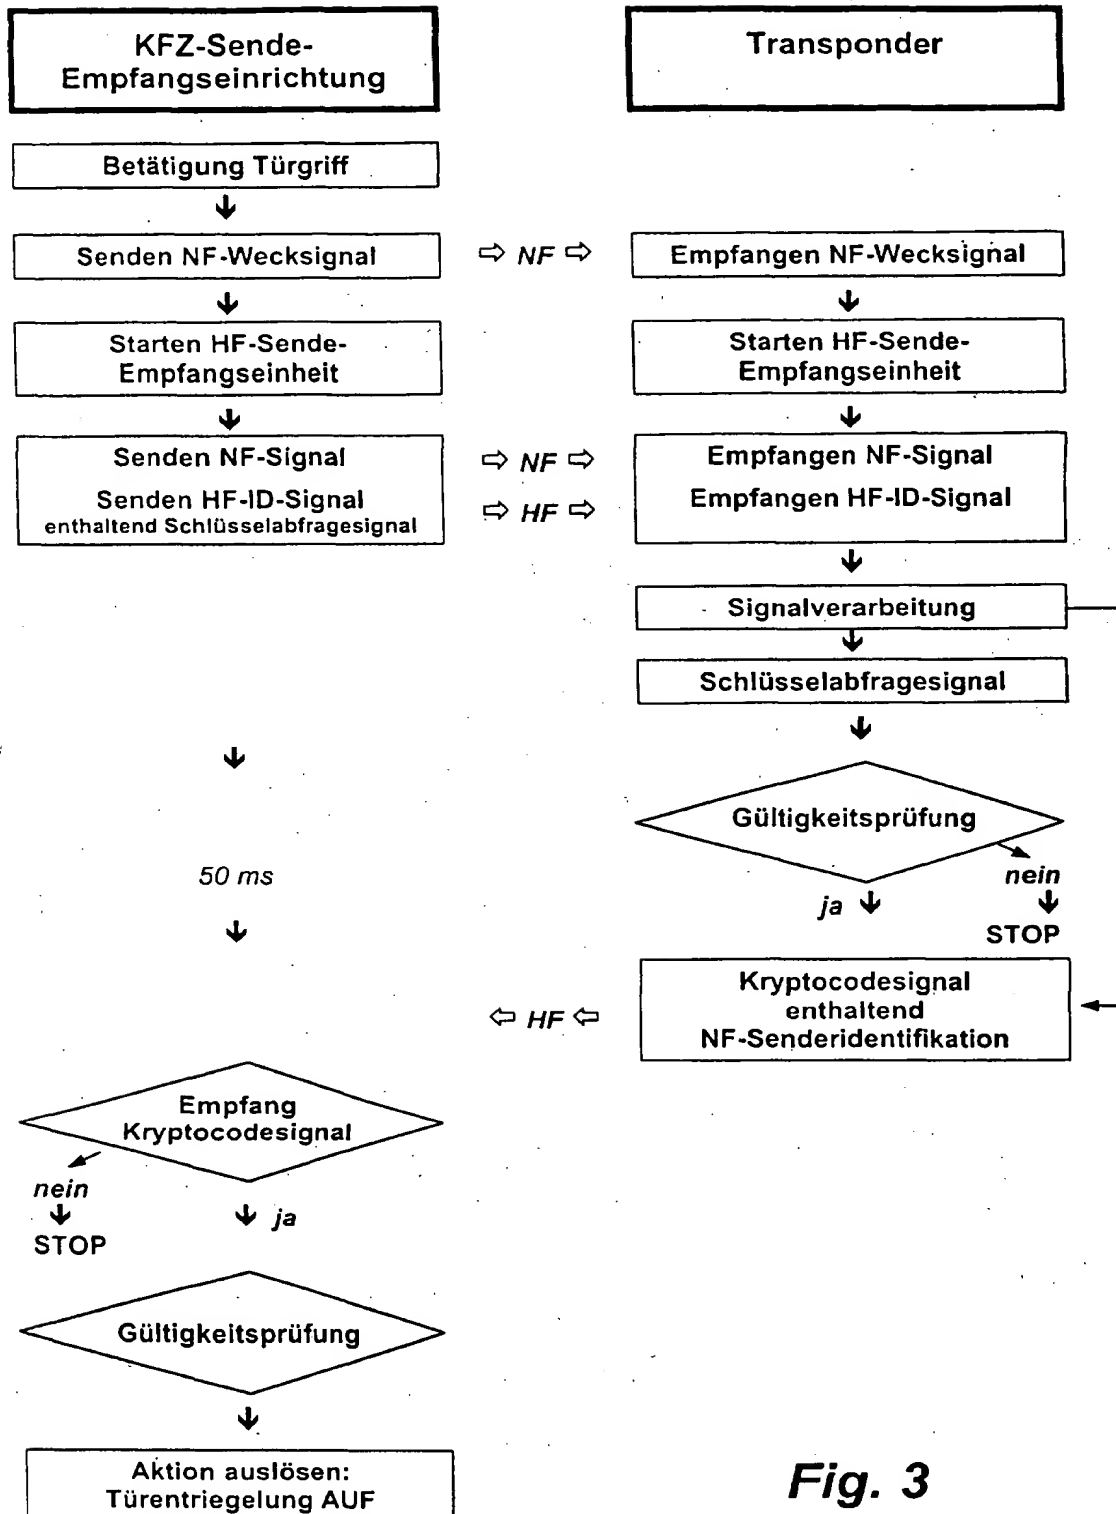 KFZ-Sende-
Empfangseinrichtung
Transponder
Betätigung Türgriff
Senden NF-Wecksignal
⇨ NF ⇨
Empfangen NF-Wecksignal
Starten HF-Sende-
Empfangseinheit
Starten HF-Sende-
Empfangseinheit
Senden NF-Signal
Senden HF-ID-Signal
enthaltend Schlüsselabfragesignal
⇨ NF ⇨
⇨ HF ⇨
Empfangen NF-Signal
Empfangen HF-ID-Signal
Signalverarbeitung
Schlüsselabfragesignal
Gültigkeitsprüfung
50 ms
nein
ja
STOP
Kryptocodesignal
enthaltend
NF-Senderidentifikation
⇦ HF ⇦
Empfang
Kryptocodesignal
nein
ja
STOP
Gültigkeitsprüfung
Aktion auslösen:
Türentriegelung AUF
Fig. 3